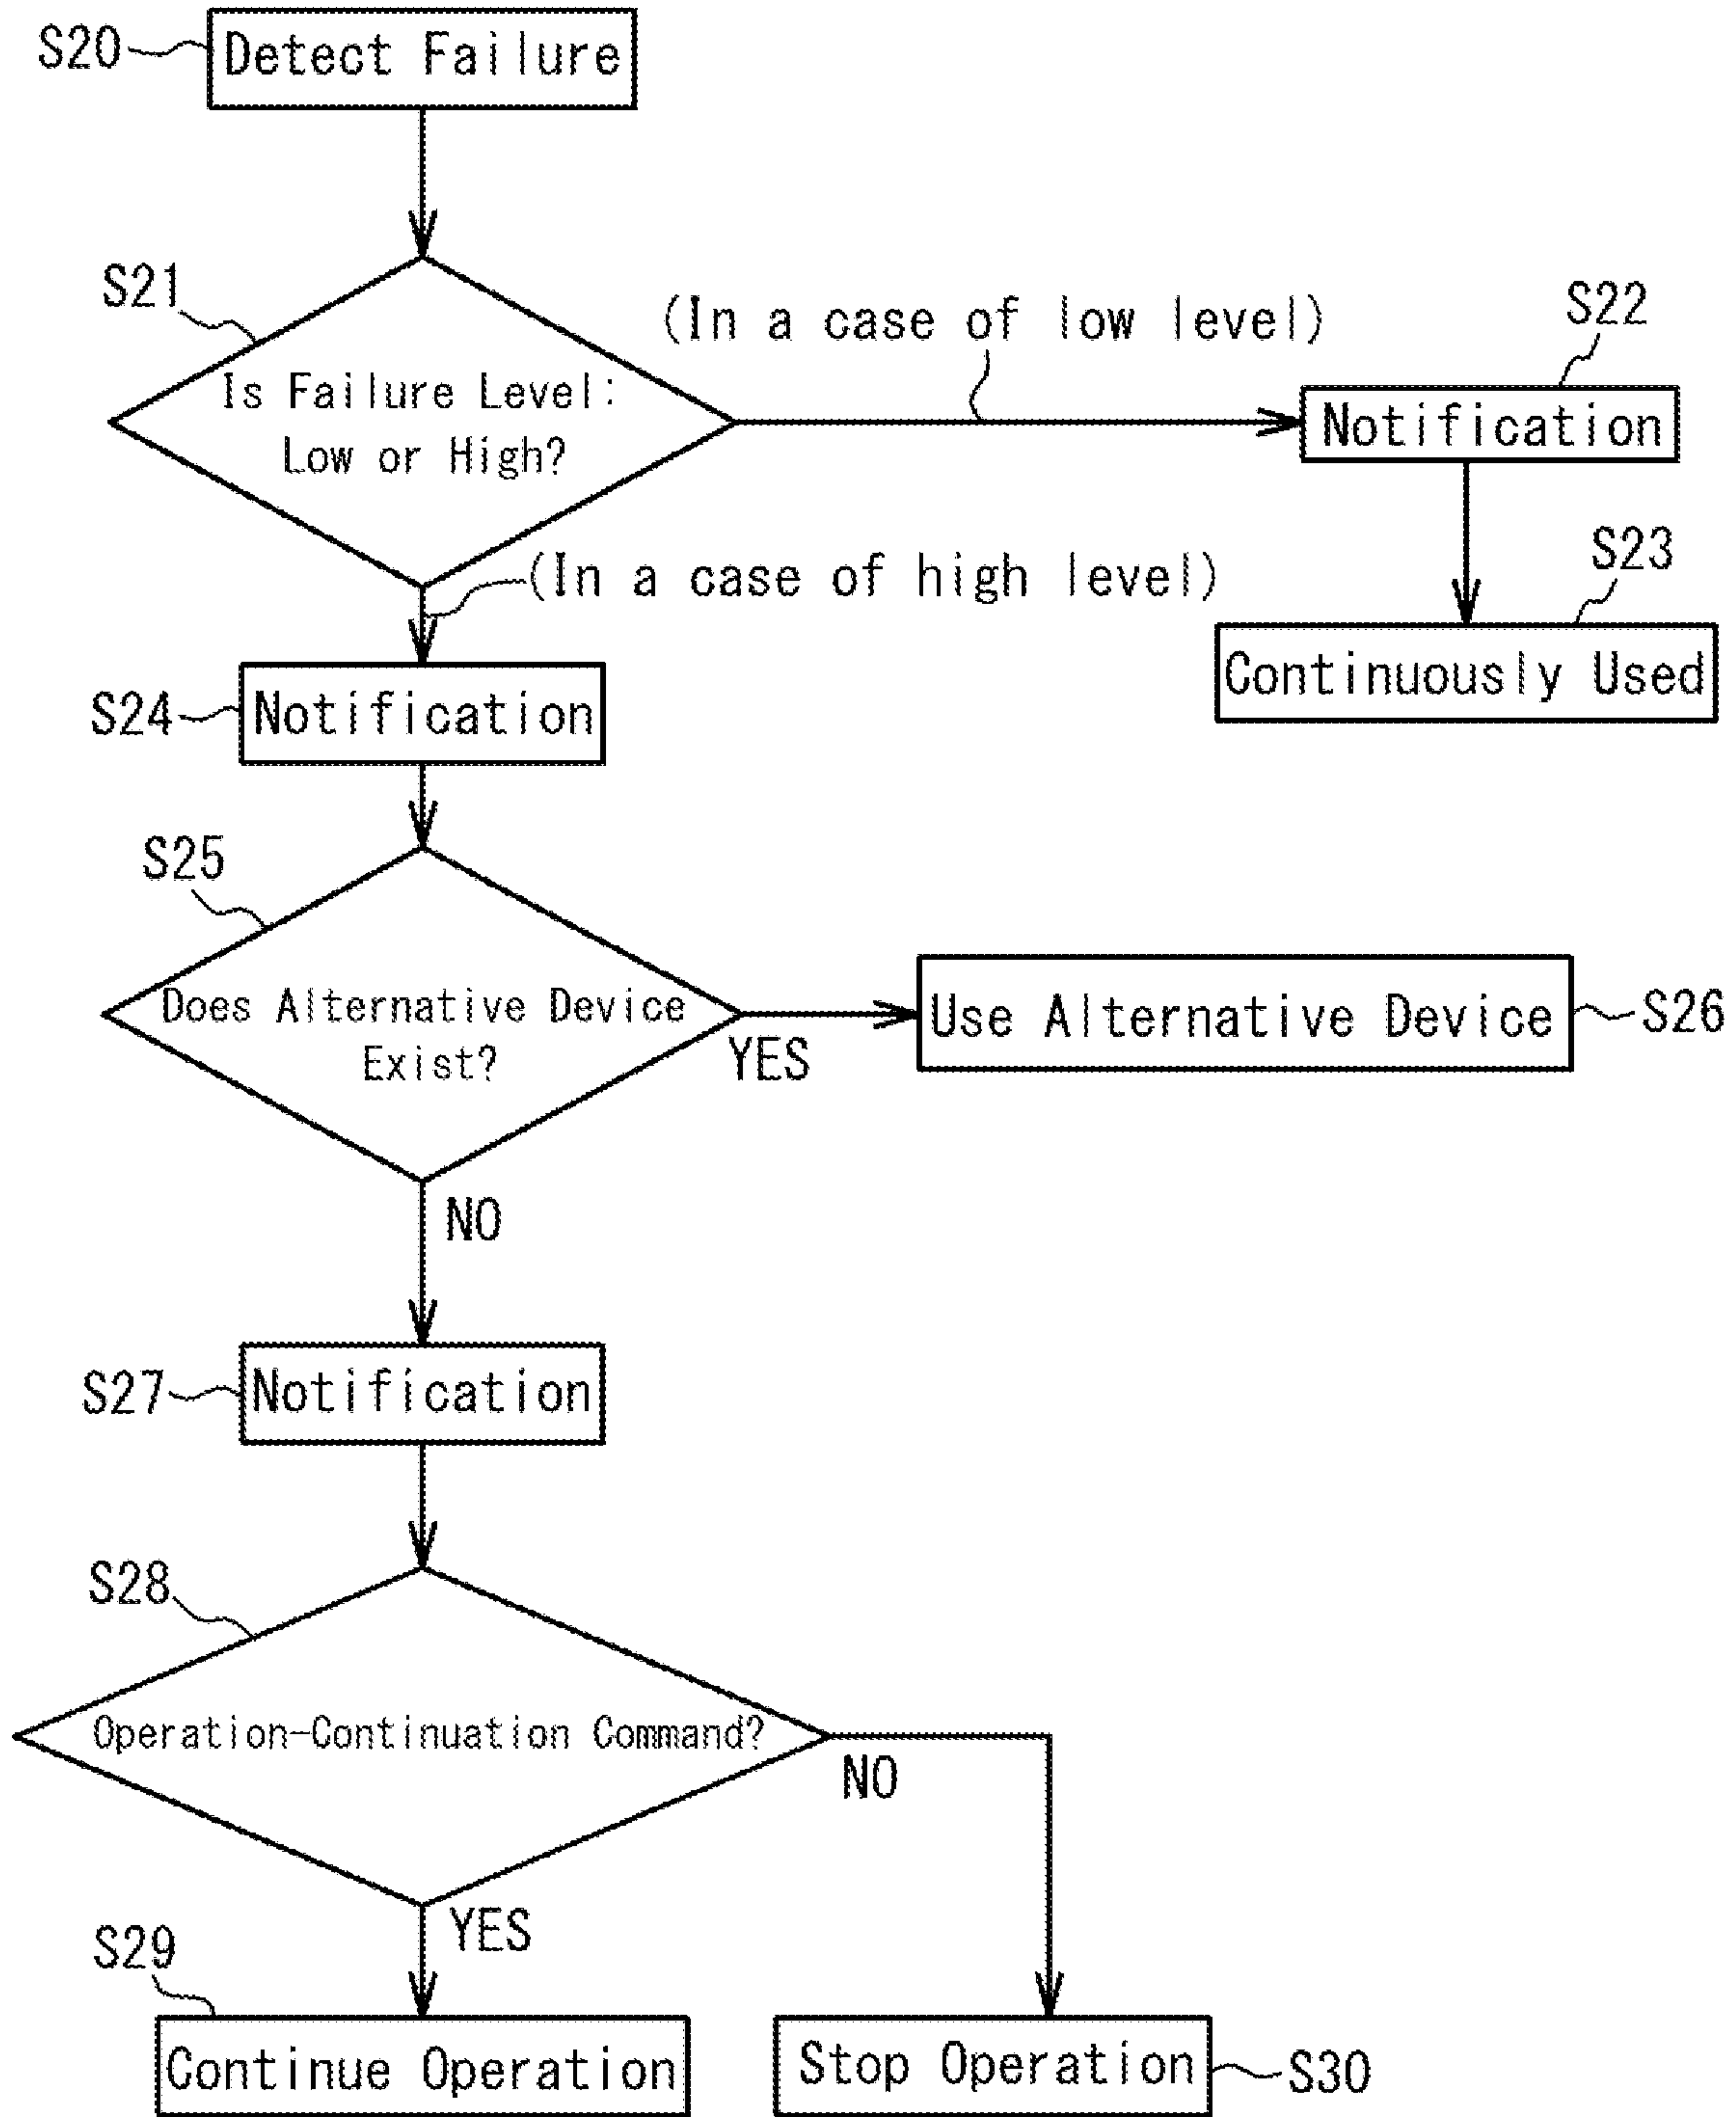 S20
Detect Failure
S21
Is Failure Level:
Low or High?
(In a case of low level)
S22
Notification
(In a case of high level)
S23
Continuously Used
S24
Notification
S25
Does Alternative Device
Exist?
YES
Use Alternative Device
S26
NO
S27
Notification
S28
Operation-Continuation Command?
NO
YES
S29
Continue Operation
Stop Operation
S30